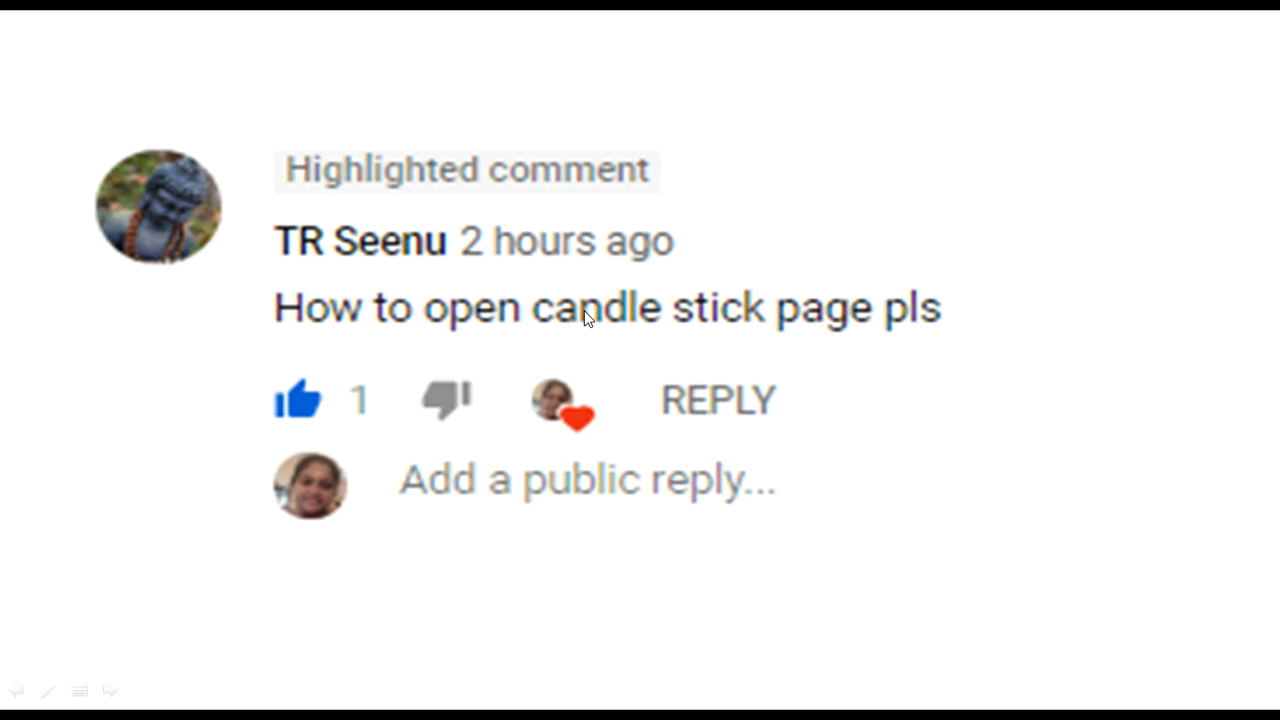 Highlighted comment
TR Seenu 2 hours ago
How to open candle stick page pls
1 REPLY
Add a public reply...